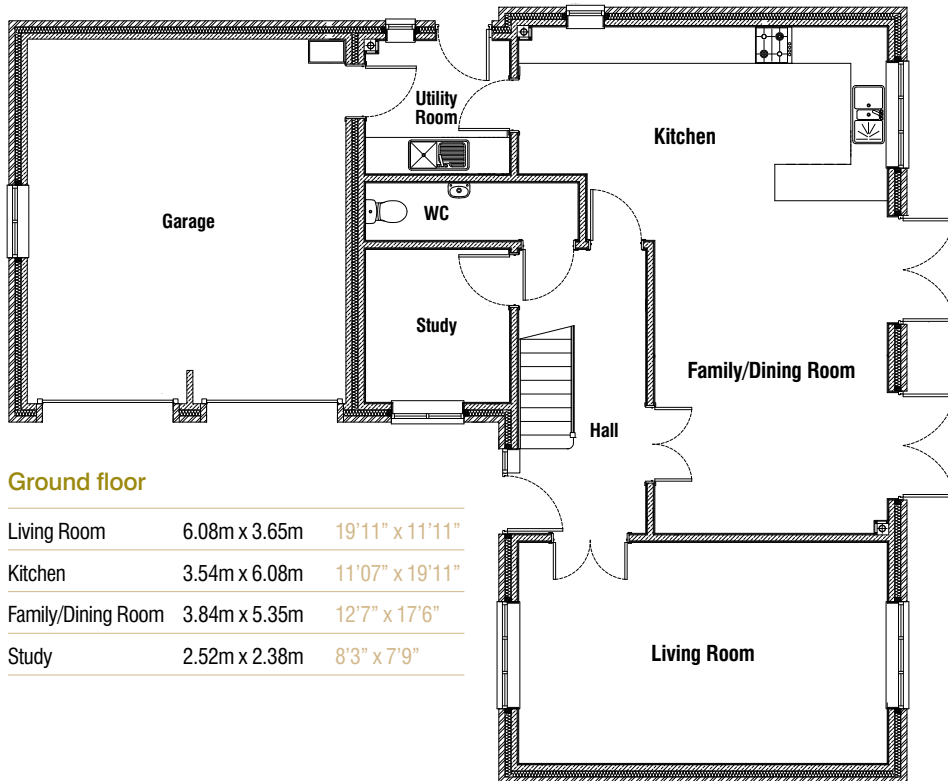 Utility
Room
Kitchen
Garage
WC
Study
Family/Dining Room
Hall
Living Room
Ground floor
Living Room 6.08m x 3.65m 19’11” x 11’11”
Kitchen 3.54m x 6.08m 11’07” x 19’11”
Family/Dining Room 3.84m x 5.35m 12’7” x 17’6”
Study 2.52m x 2.38m 8’3” x 7’9”